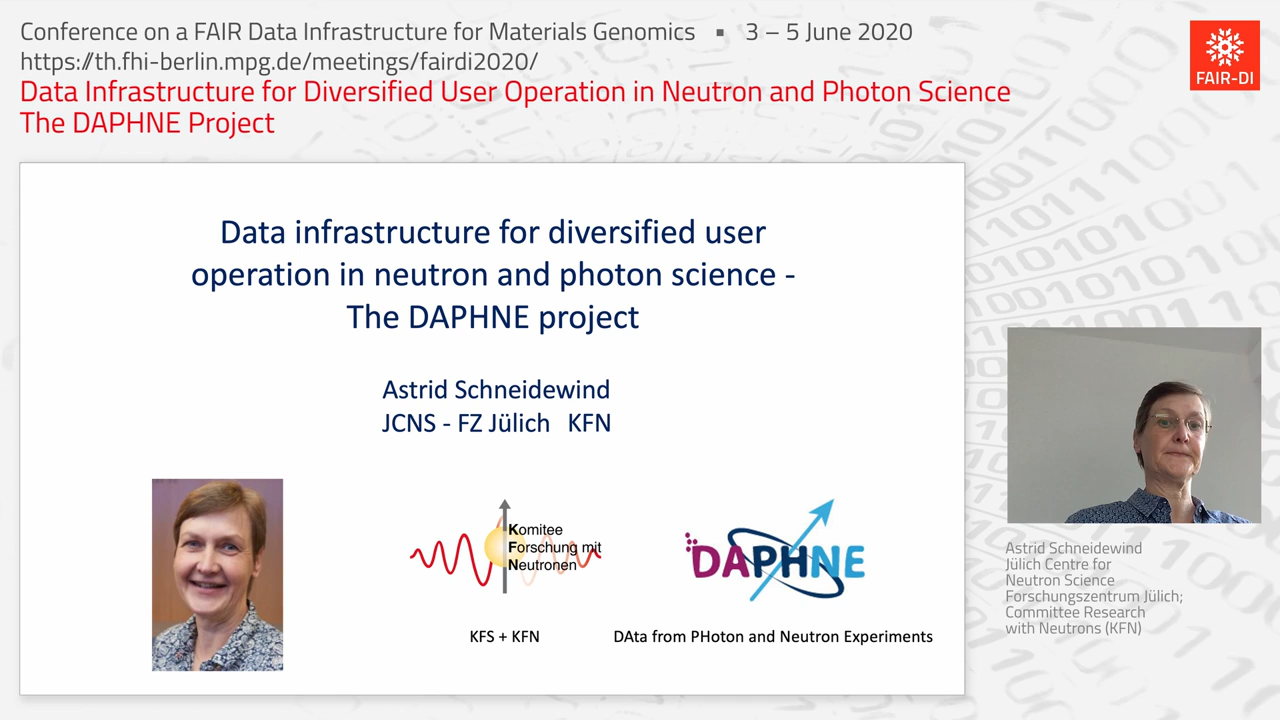 Conference on a FAIR Data Infrastructure for Materials Genomics ▪ 3 – 5 June 2020
https://th.fhi-berlin.mpg.de/meetings/fairdi2020/
Data Infrastructure for Diversified User Operation in Neutron and Photon Science
The DAPHNE Project
FAIR-DI
Data infrastructure for diversified user
operation in neutron and photon science -
The DAPHNE project
Astrid Schneidewind
JCNS - FZ Jülich KFN
Komitee
Forschung mit
Neutronen
KFS + KFN
DAPHNE
DAta from PHoton and Neutron Experiments
Astrid Schneidewind
Jülich Centre for
Neutron Science
Forschungszentrum Jülich;
Committee Research
with Neutrons (KFN)